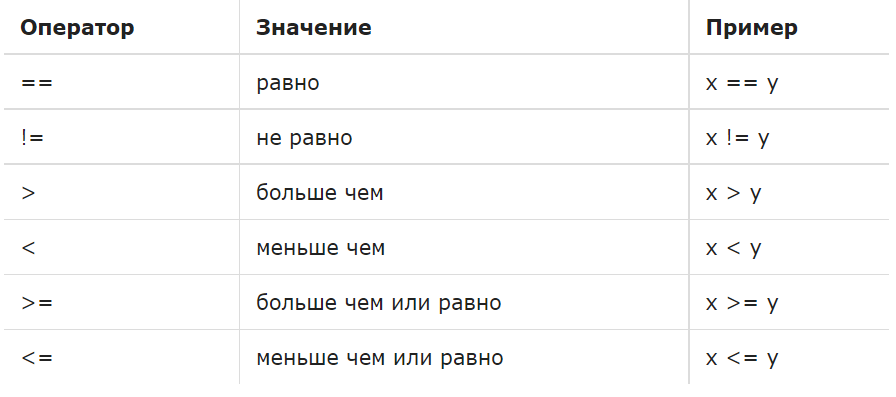 Оператор Значение Пример
== равно x == y
!= не равно x != y
> больше чем x > y
< меньше чем x < y
>= больше чем или равно x >= y
<= меньше чем или равно x <= y